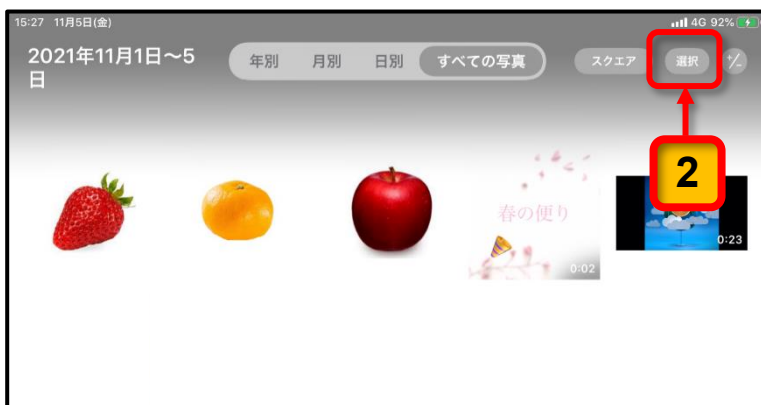 15:27 11月5日(金)
4G 92%
2021年11月1日～5
日
年別 月別 日別 すべての写真
スクエア 選択
2
春の便り
0:02
0:23